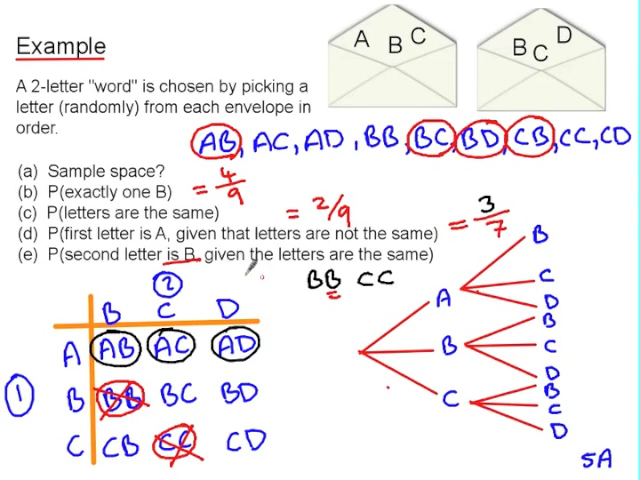 Example
A B C
B C D
A 2-letter "word" is chosen by picking a
letter (randomly) from each envelope in
order.
AB, AC, AD, BB, BC, BD, CB, CC, CD
(a) Sample space?
(b) P(exactly one B) = 4/9
(c) P(letters are the same) = 2/9
(d) P(first letter is A, given that letters are not the same) = 3/7
(e) P(second letter is B, given the letters are the same)
BB CC
2
B C D
A AB AC AD
1 B BB BC BD
C CB CC CD
A B C D
B B C D
C B C D
5A